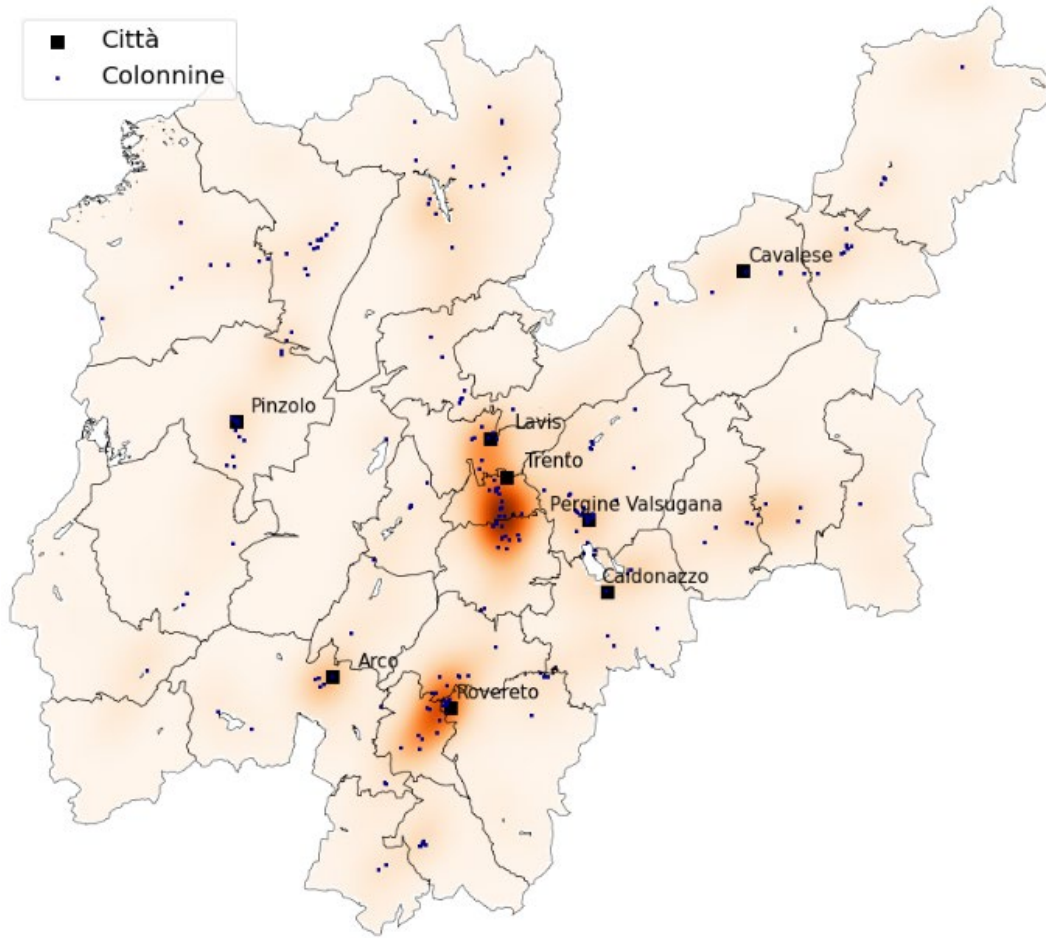 Città
Colonnine
Cavalese
Pinzolo
Lavis
Trento
Pergine Valsugana
Caldonazzo
Arco
Rovereto